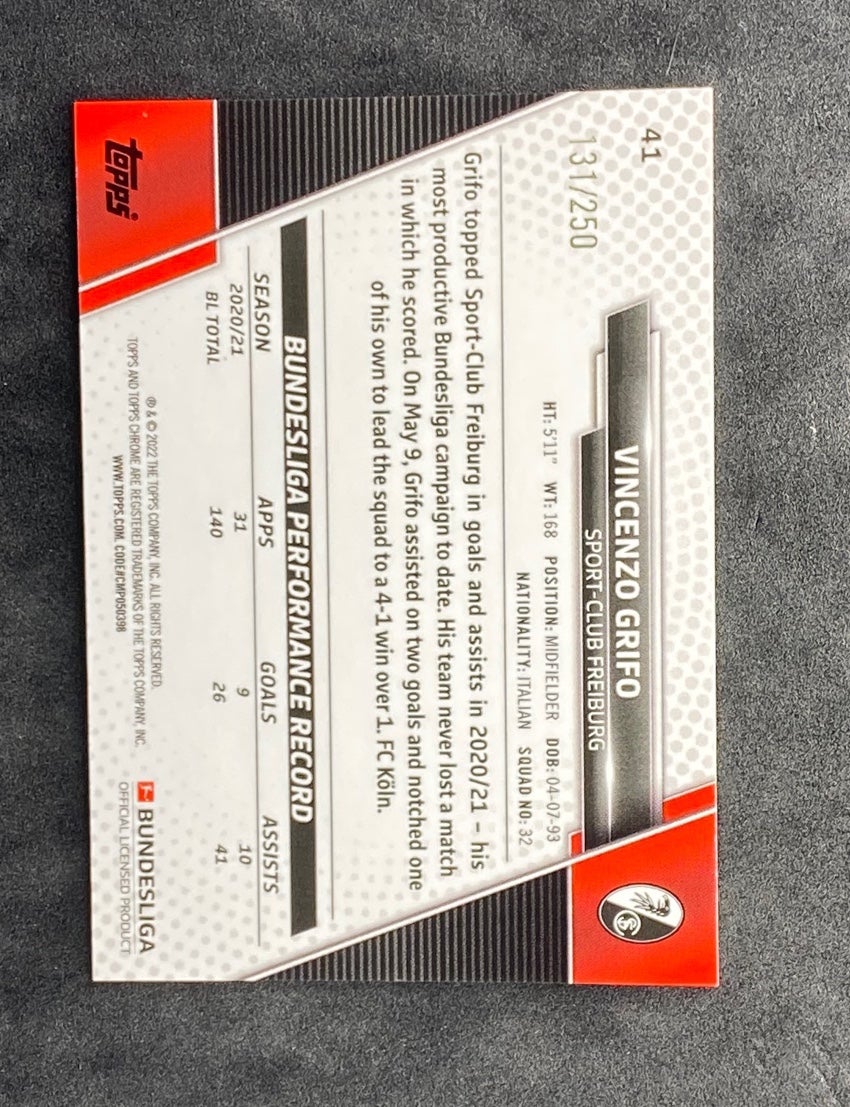 41
131/250
VINCENZO GRIFO
SPORT-CLUB FREIBURG
HT: 5'11" WT: 168 POSITION: MIDFIELDER DOB: 04-07-93
NATIONALITY: ITALIAN SQUAD NO: 32
Grifo topped Sport-Club Freiburg in goals and assists in 2020/21 – his
most productive Bundesliga campaign to date. His team never lost a match
in which he scored. On May 9, Grifo assisted on two goals and notched one
of his own to lead the squad to a 4-1 win over 1. FC Köln.
BUNDESLIGA PERFORMANCE RECORD
SEASON APPS GOALS ASSISTS
2020/21 31 9 10
BL TOTAL 140 26 41
® & © 2022 THE TOPPS COMPANY, INC. ALL RIGHTS RESERVED.
TOPPS AND TOPPS CHROME ARE REGISTERED TRADEMARKS OF THE TOPPS COMPANY, INC.
WWW.TOPPS.COM. CODE#CMP050398
topps
BUNDESLIGA
OFFICIAL LICENSED PRODUCT